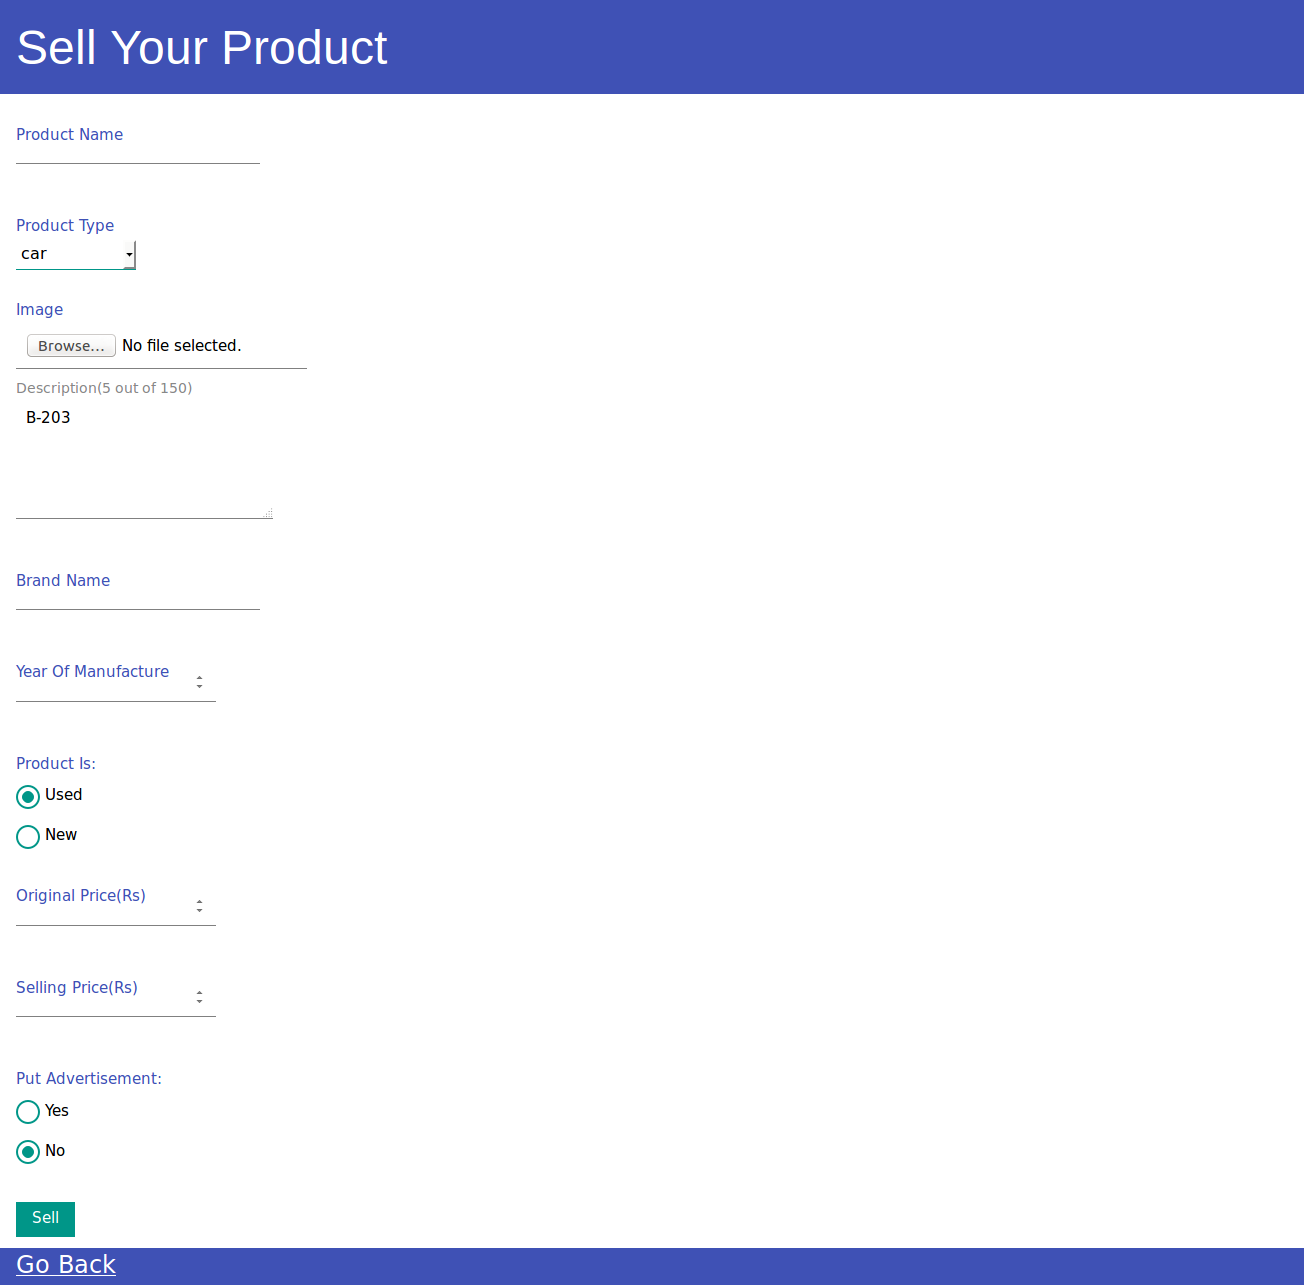 Sell Your Product
Product Name
Product Type
car
Image
Browse... No file selected.
Description(5 out of 150)
B-203
Brand Name
Year Of Manufacture
Product Is:
Used
New
Original Price(Rs)
Selling Price(Rs)
Put Advertisement:
Yes
No
Sell
Go Back